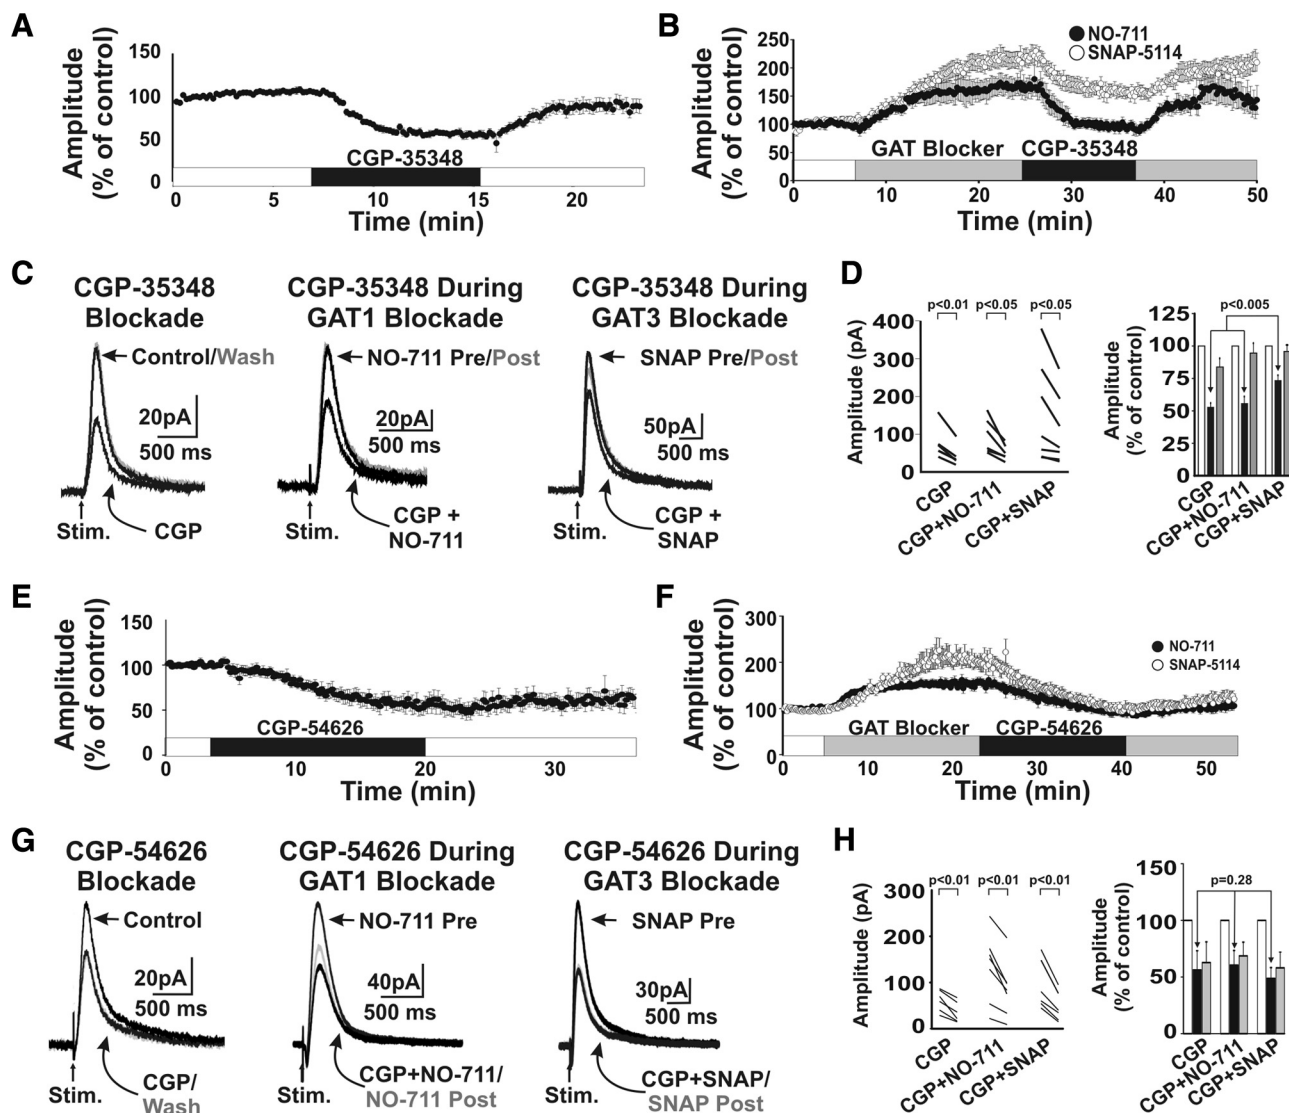 A
Amplitude
(% of control)
150
100
50
0
CGP-35348
0 5 10 15 20
Time (min)
B
Amplitude
(% of control)
250
200
150
100
50
0
NO-711
SNAP-5114
GAT Blocker CGP-35348
0 10 20 30 40 50
Time (min)
C
CGP-35348
Blockade
Control/Wash
20pA
500 ms
Stim.
CGP
CGP-35348 During
GAT1 Blockade
NO-711 Pre/Post
20pA
500 ms
Stim.
CGP +
NO-711
CGP-35348 During
GAT3 Blockade
SNAP Pre/Post
50pA
500 ms
Stim.
CGP +
SNAP
D
Amplitude (pA)
400
300
200
100
0
p<0.01 p<0.05 p<0.05
CGP
CGP+NO-711
CGP+SNAP
Amplitude
(% of control)
125
100
75
50
25
0
p<0.005
CGP
CGP+NO-711
CGP+SNAP
E
Amplitude
(% of control)
150
100
50
0
CGP-54626
0 10 20 30
Time (min)
F
Amplitude
(% of control)
300
200
100
0
NO-711
SNAP-5114
GAT Blocker CGP-54626
0 10 20 30 40 50
Time (min)
G
CGP-54626
Blockade
Control
20pA
500 ms
Stim.
CGP/
Wash
CGP-54626 During
GAT1 Blockade
NO-711 Pre
40pA
500 ms
Stim.
CGP+NO-711/
NO-711 Post
CGP-54626 During
GAT3 Blockade
SNAP Pre
30pA
500 ms
Stim.
CGP+SNAP/
SNAP Post
H
Amplitude (pA)
300
200
100
0
p<0.01 p<0.01 p<0.01
CGP
CGP+NO-711
CGP+SNAP
Amplitude
(% of control)
150
100
50
0
p=0.28
CGP
CGP+NO-711
CGP+SNAP